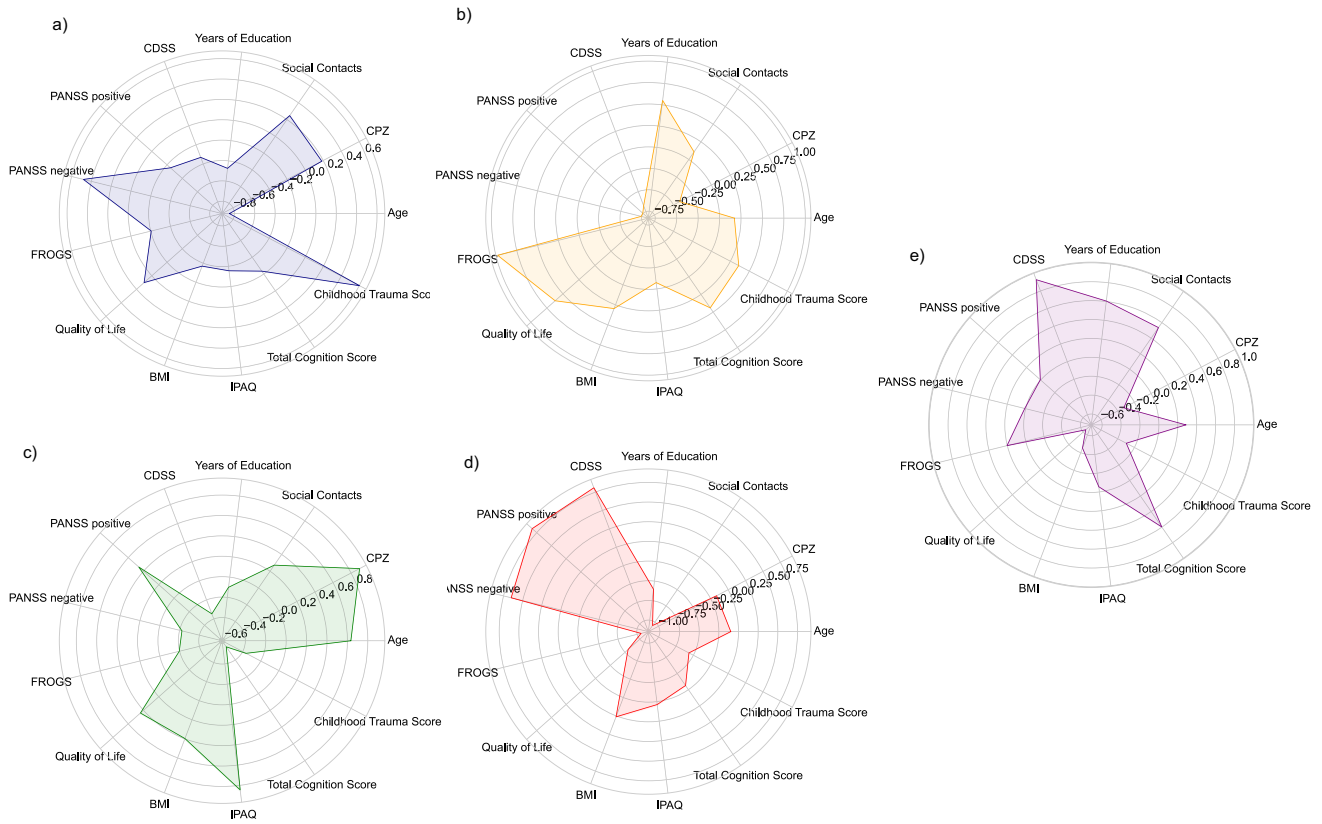 a)
Years of Education
CDSS
Social Contacts
PANSS positive
CPZ
PANSS negative
Age
FROGS
Childhood Trauma Sco
Quality of Life
Total Cognition Score
BMI
IPAQ
−0.8
−0.6
−0.4
−0.2
0.0
0.2
0.4
0.6
b)
Years of Education
CDSS
Social Contacts
PANSS positive
CPZ
PANSS negative
Age
FROGS
Childhood Trauma Score
Quality of Life
Total Cognition Score
BMI
IPAQ
−0.75
−0.50
−0.25
0.00
0.25
0.50
0.75
1.00
c)
Years of Education
CDSS
Social Contacts
PANSS positive
CPZ
PANSS negative
Age
FROGS
Childhood Trauma Score
Quality of Life
Total Cognition Score
BMI
IPAQ
−0.6
−0.4
−0.2
0.0
0.2
0.4
0.6
0.8
d)
Years of Education
CDSS
Social Contacts
PANSS positive
CPZ
ANSS negative
Age
FROGS
Childhood Trauma Score
Quality of Life
Total Cognition Score
BMI
IPAQ
−1.00
−0.75
−0.50
−0.25
0.00
0.25
0.50
0.75
e)
Years of Education
CDSS
Social Contacts
PANSS positive
CPZ
PANSS negative
Age
FROGS
Childhood Trauma Score
Quality of Life
Total Cognition Score
BMI
IPAQ
−0.6
−0.4
−0.2
0.0
0.2
0.4
0.6
0.8
1.0